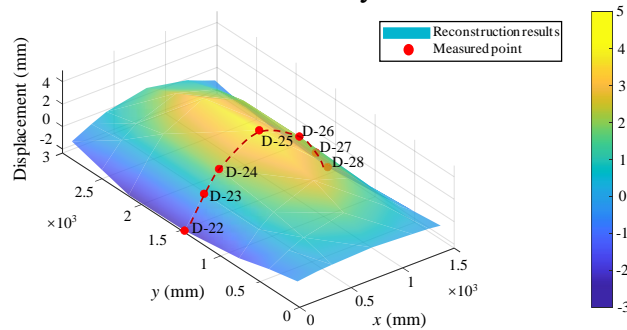 y
Reconstruction results
Measured point
Displacement (mm)
4
2
0
-2
3
2.5
2
1.5
1
0.5
0
×10³
y (mm)
0
0.5
1
1.5
×10³
x (mm)
D-22
D-23
D-24
D-25
D-26
D-27
D-28
5
4
3
2
1
0
-1
-2
-3